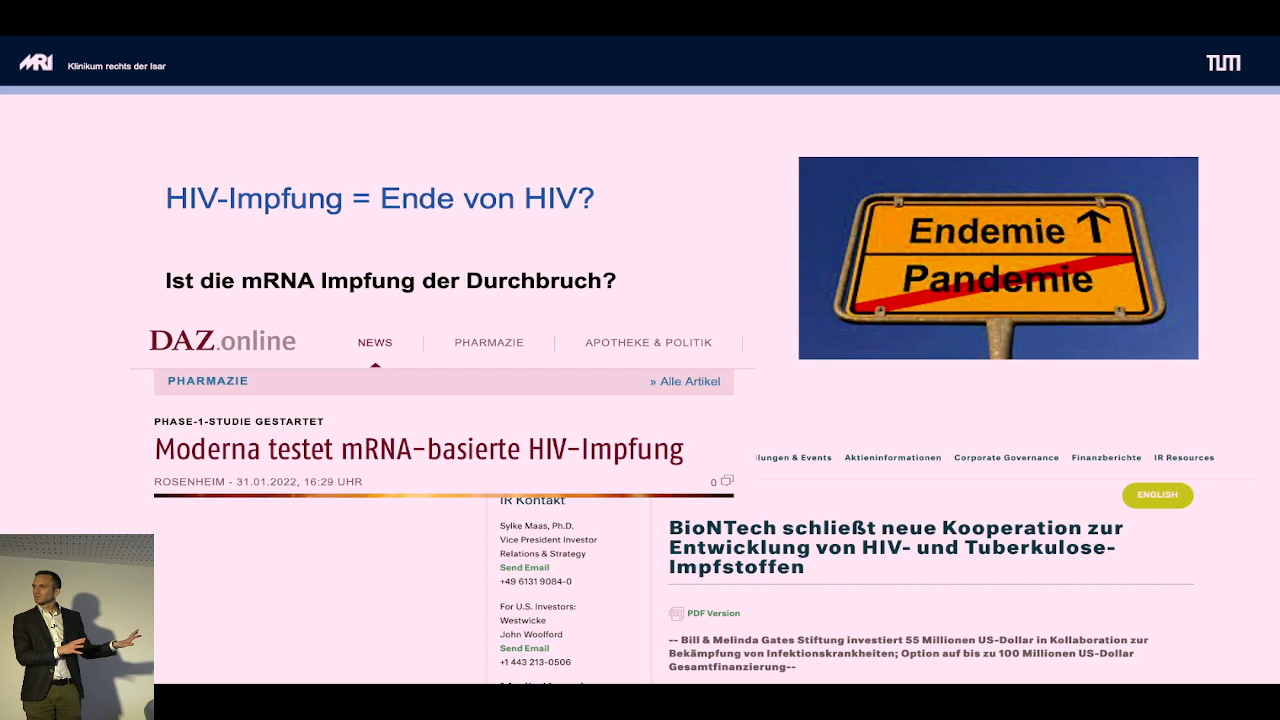 MRI
Klinikum rechts der Isar
TUM
HIV-Impfung = Ende von HIV?
Ist die mRNA Impfung der Durchbruch?
Endemie ↑
Pandemie
DAZ.online
NEWS
PHARMAZIE
APOTHEKE & POLITIK
PHARMAZIE
» Alle Artikel
PHASE-1-STUDIE GESTARTET
Moderna testet mRNA-basierte HIV-Impfung
ROSENHEIM - 31.01.2022, 16:29 UHR
0
IR Kontakt
Sylke Maas, Ph.D.
Vice President Investor
Relations & Strategy
Send Email
+49 6131 9084-0
For U.S. Investors:
Westwicke
John Woolford
Send Email
+1 443 213-0506
& Events
Aktieninformationen
Corporate Governance
Finanzberichte
IR Resources
ENGLISH
BioNTech schließt neue Kooperation zur
Entwicklung von HIV- und Tuberkulose-
Impfstoffen
PDF Version
-- Bill & Melinda Gates Stiftung investiert 55 Millionen US-Dollar in Kollaboration zur
Bekämpfung von Infektionskrankheiten; Option auf bis zu 100 Millionen US-Dollar
Gesamtfinanzierung--